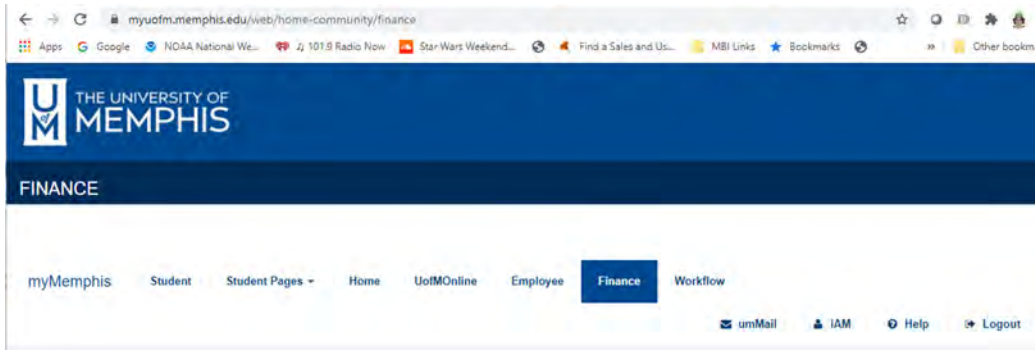 myuofm.memphis.edu/web/home-community/finance
Apps Google NOAA National We... 101.9 Radio Now Star Wars Weekend... Find a Sales and Us... MBI Links Bookmarks » Other bookm
UofM THE UNIVERSITY OF
MEMPHIS
FINANCE
myMemphis Student Student Pages Home UofMOnline Employee Finance Workflow
umMail IAM Help Logout